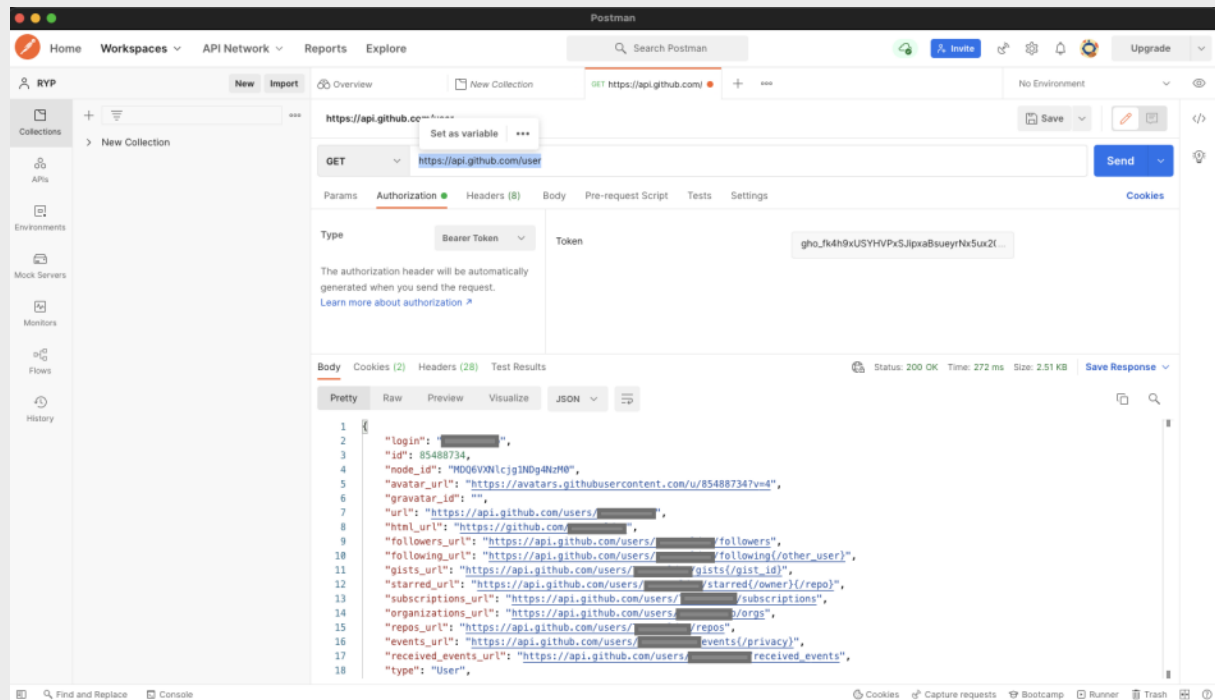 Postman
Home Workspaces API Network Reports Explore Search Postman Invite Upgrade
RYP New Import Overview New Collection GET https://api.github.com/ No Environment
Collections
New Collection
https://api.github.com/user Save
Set as variable
GET https://api.github.com/user Send
APIs
Params Authorization Headers (8) Body Pre-request Script Tests Settings Cookies
Environments
Type Bearer Token Token gho_fk4h9xUSYHVPxSJipxaBsueyrNx5ux2(...
Mock Servers
The authorization header will be automatically
generated when you send the request.
Learn more about authorization ↗
Monitors
Flows
Body Cookies (2) Headers (28) Test Results Status: 200 OK Time: 272 ms Size: 2.51 KB Save Response
History
Pretty Raw Preview Visualize JSON
1 {
2 "login": "",
3 "id": 85488734,
4 "node_id": "MDQ6VXNlcjg1NDg4NzM0",
5 "avatar_url": "https://avatars.githubusercontent.com/u/85488734?v=4",
6 "gravatar_id": "",
7 "url": "https://api.github.com/users/",
8 "html_url": "https://github.com/",
9 "followers_url": "https://api.github.com/users/ /followers",
10 "following_url": "https://api.github.com/users/ /following{/other_user}",
11 "gists_url": "https://api.github.com/users/ /gists{/gist_id}",
12 "starred_url": "https://api.github.com/users/ /starred{/owner}{/repo}",
13 "subscriptions_url": "https://api.github.com/users/ /subscriptions",
14 "organizations_url": "https://api.github.com/users/ /orgs",
15 "repos_url": "https://api.github.com/users/ /repos",
16 "events_url": "https://api.github.com/users/ events{/privacy}",
17 "received_events_url": "https://api.github.com/users/ received_events",
18 "type": "User",
Find and Replace Console Cookies Capture requests Bootcamp Runner Trash